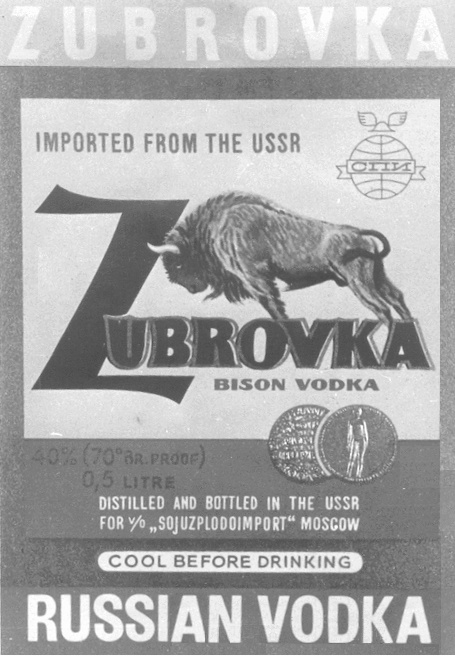 ZUBROVKA
IMPORTED FROM THE USSR
СПИ
ZUBROVKA
BISON VODKA
40% (70° BR. PROOF)
0,5 LITRE
DISTILLED AND BOTTLED IN THE USSR
FOR V/O „SOJUZPLODOIMPORT“ MOSCOW
COOL BEFORE DRINKING
RUSSIAN VODKA